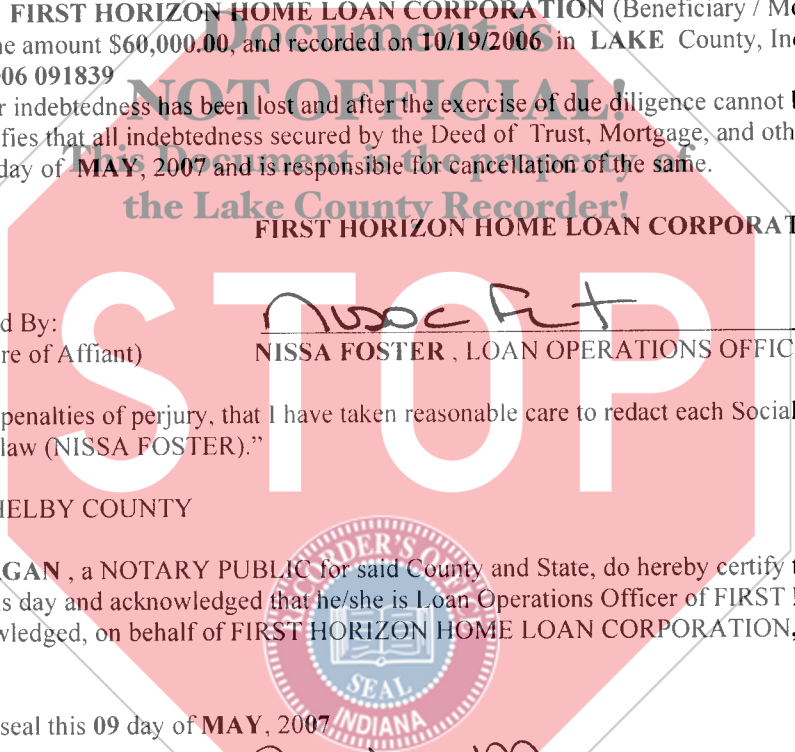 FIRST HORIZON HOME LOAN CORPORATION (Beneficiary / Mo
ne amount $60,000.00, and recorded on 10/19/2006 in LAKE County, In
06 091839
Document is
NOT OFFICIAL!
r indebtedness has been lost and after the exercise of due diligence cannot
fies that all indebtedness secured by the Deed of Trust, Mortgage, and oth
day of MAY, 2007 and is responsible for cancellation of the same.
This Document is the property of
the Lake County Recorder!
FIRST HORIZON HOME LOAN CORPORAT
STOP
d By:
re of Affiant)
NISSA FOSTER , LOAN OPERATIONS OFFIC
penalties of perjury, that I have taken reasonable care to redact each Social
law (NISSA FOSTER)."
HELBY COUNTY
GAN , a NOTARY PUBLIC for said County and State, do hereby certify
s day and acknowledged that he/she is Loan Operations Officer of FIRST
wledged, on behalf of FIRST HORIZON HOME LOAN CORPORATION,
RECORDER'S OFFICE
SEAL
INDIANA
seal this 09 day of MAY, 2007